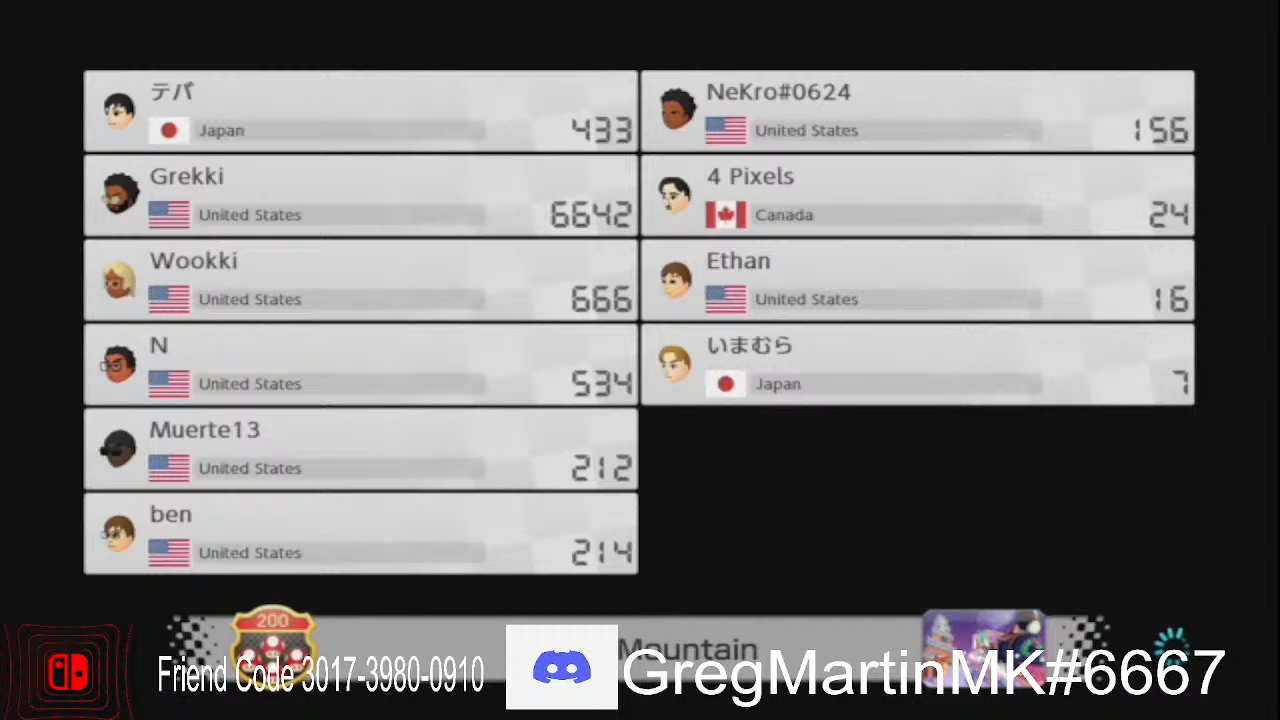 テパ
Japan
433
Grekki
United States
6642
Wookki
United States
666
N
United States
534
Muerte13
United States
212
ben
United States
214
NeKro#0624
United States
156
4 Pixels
Canada
24
Ethan
United States
16
いまむら
Japan
7
200
Mountain
Friend Code 3017-3980-0910
GregMartinMK#6667